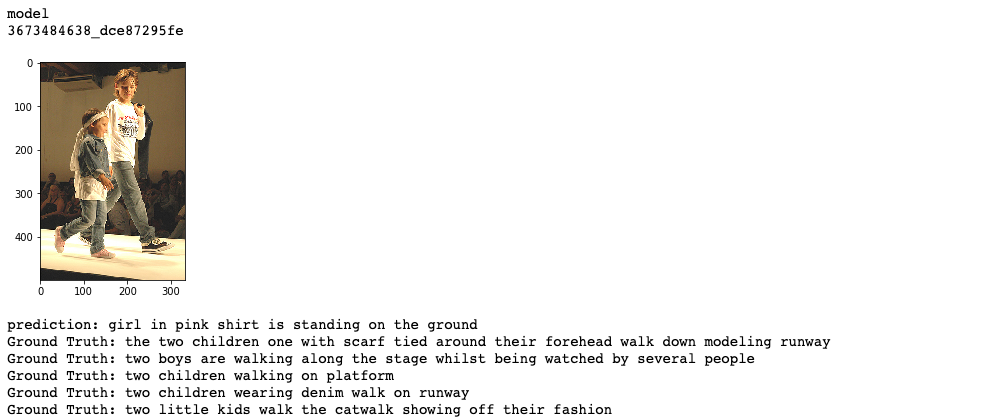 model
3673484638_dce87295fe
0
100
200
300
400
0 100 200 300
prediction: girl in pink shirt is standing on the ground
Ground Truth: the two children one with scarf tied around their forehead walk down modeling runway
Ground Truth: two boys are walking along the stage whilst being watched by several people
Ground Truth: two children walking on platform
Ground Truth: two children wearing denim walk on runway
Ground Truth: two little kids walk the catwalk showing off their fashion